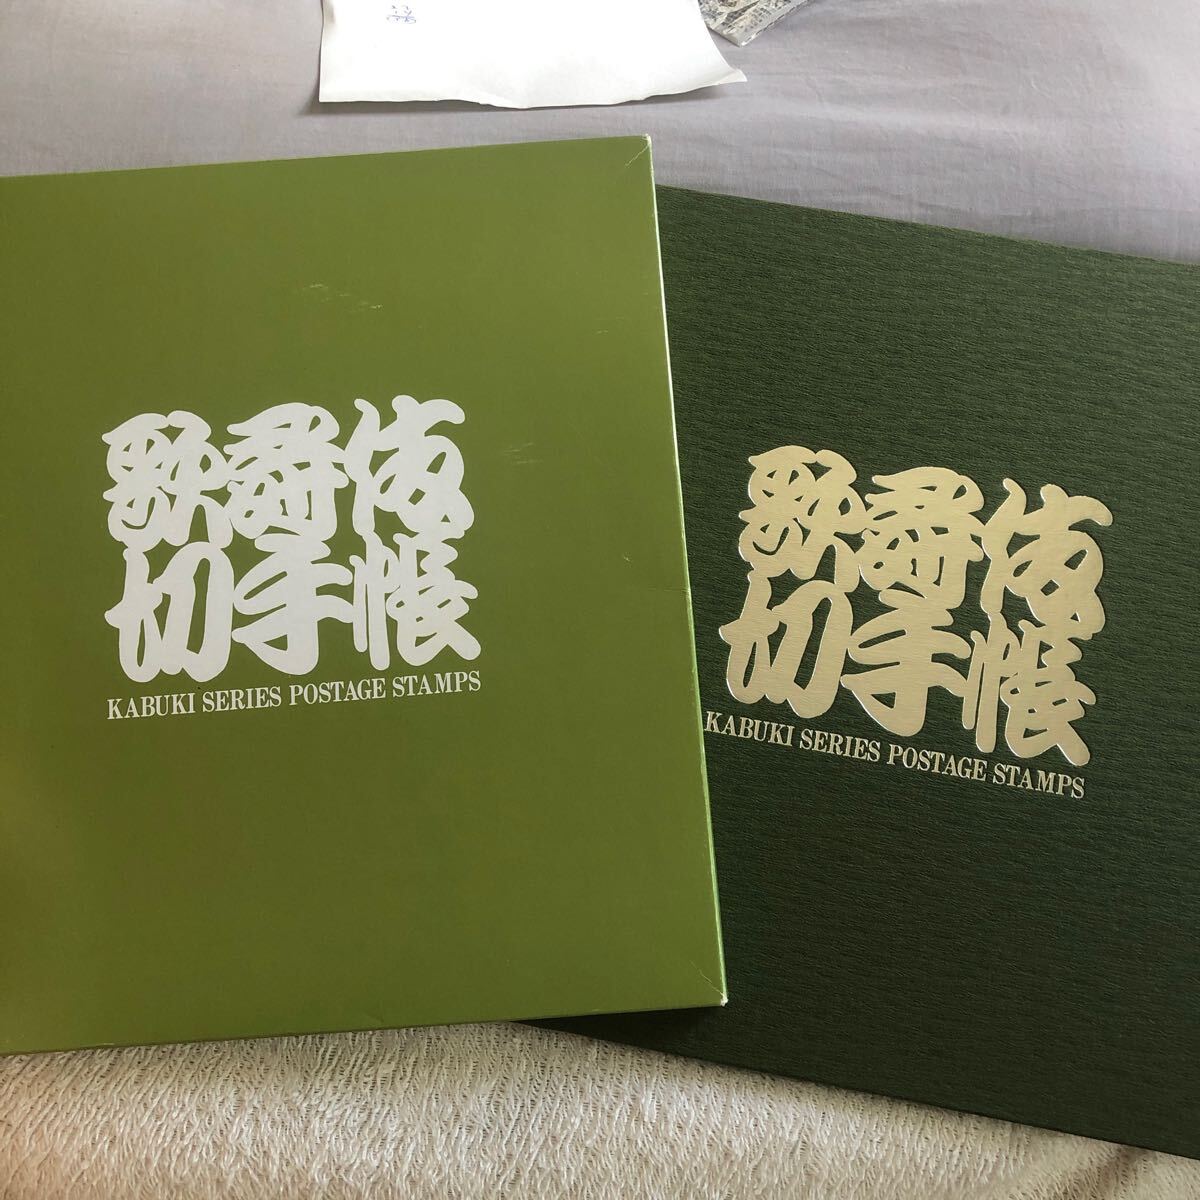 歌舞伎
切手帳
KABUKI SERIES POSTAGE STAMPS
歌舞伎
切手帳
KABUKI SERIES POSTAGE STAMPS